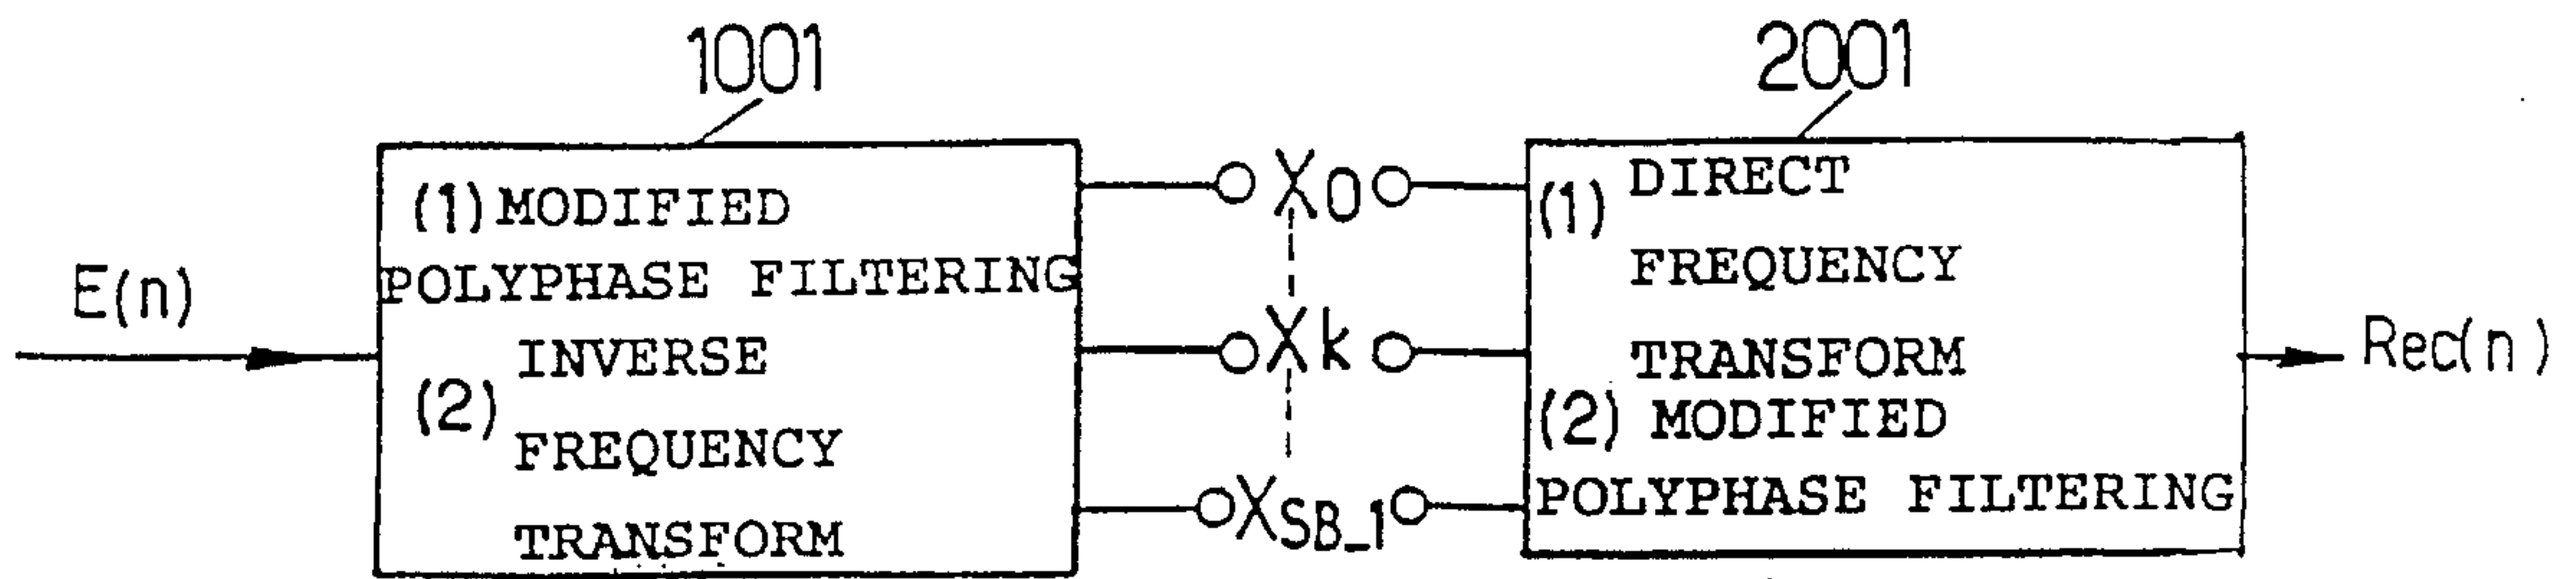 1001
2001
E(n)
(1) MODIFIED
POLYPHASE FILTERING
(2) INVERSE
FREQUENCY
TRANSFORM
X0
Xk
XSB_1
(1) DIRECT
FREQUENCY
TRANSFORM
(2) MODIFIED
POLYPHASE FILTERING
Rec(n)